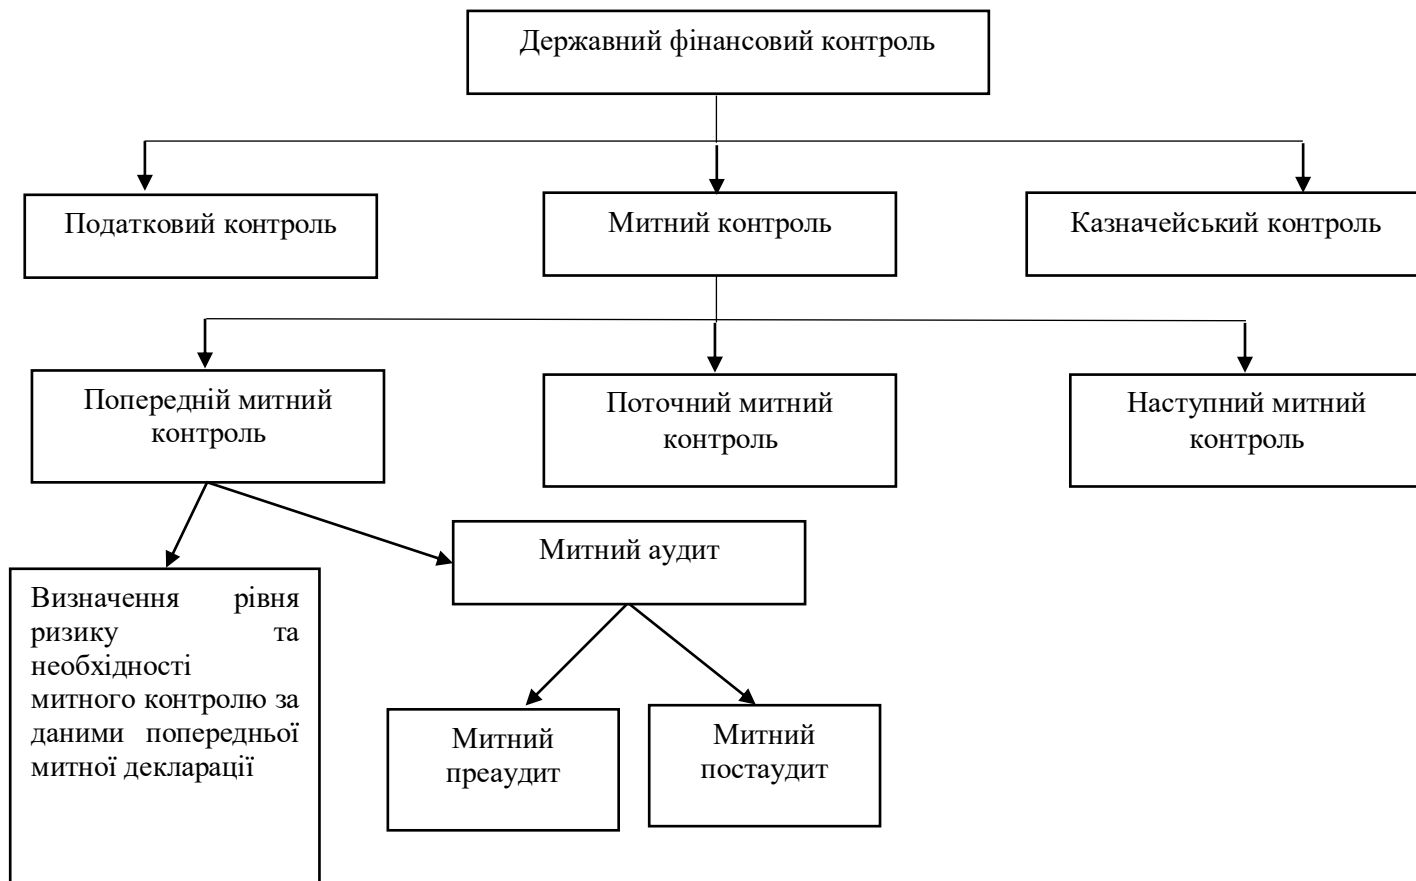 Державний фінансовий контроль
Податковий контроль
Митний контроль
Казначейський контроль
Попередній митний
контроль
Поточний митний
контроль
Наступний митний
контроль
Митний аудит
Визначення рівня
ризику та
необхідності
митного контролю за
даними попередньої
митної декларації
Митний
преаудит
Митний
постаудит